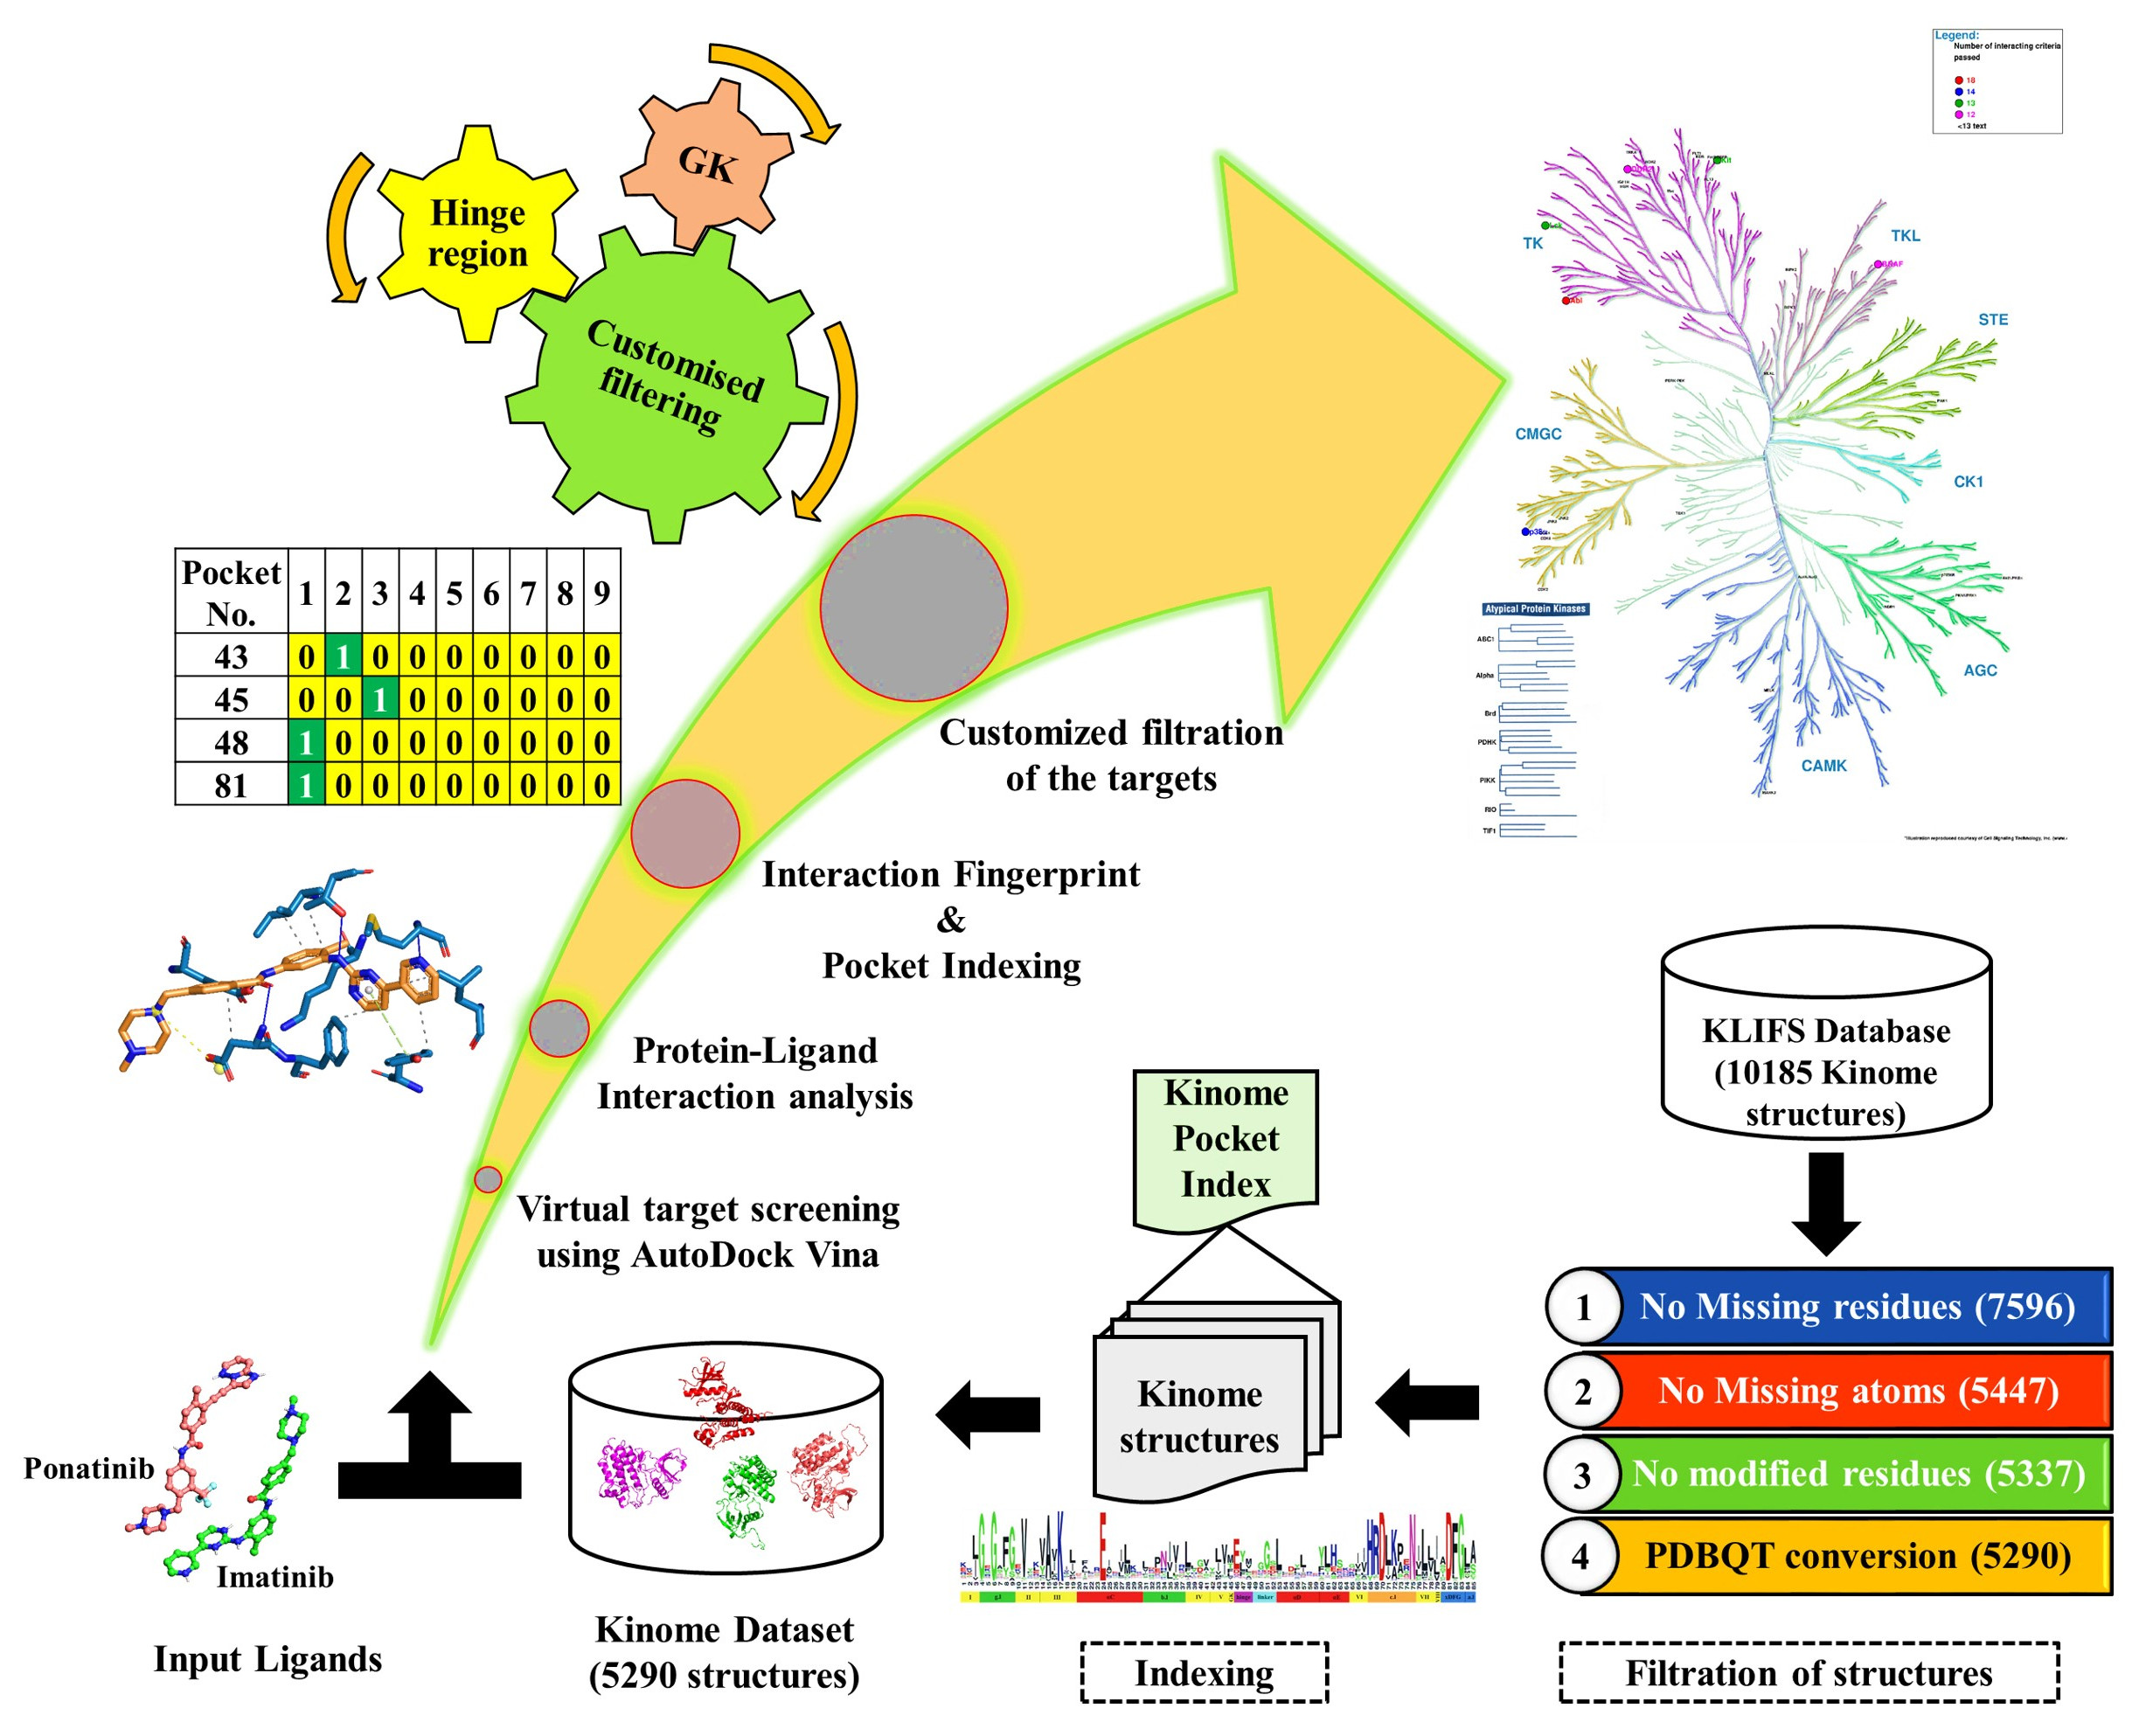 Legend:
Number of interacting criteria
passed
18
14
13
12
<13 text
GK
Hinge
region
Customised
filtering
TK
TKL
STE
CMGC
CK1
AGC
CAMK
Abl
Lck
Kit
BRAF
Atypical Protein Kinases
ABC1
Alpha
Brd
PDHK
PIKK
RIO
TIF1
Pocket No. 1 2 3 4 5 6 7 8 9
43 0 1 0 0 0 0 0 0 0
45 0 0 1 0 0 0 0 0 0
48 1 0 0 0 0 0 0 0 0
81 1 0 0 0 0 0 0 0 0
Customized filtration
of the targets
Interaction Fingerprint
&
Pocket Indexing
Protein-Ligand
Interaction analysis
Virtual target screening
using AutoDock Vina
KLIFS Database
(10185 Kinome
structures)
1 No Missing residues (7596)
2 No Missing atoms (5447)
3 No modified residues (5337)
4 PDBQT conversion (5290)
Filtration of structures
Kinome
Pocket
Index
Kinome
structures
Indexing
Kinome Dataset
(5290 structures)
Ponatinib
Imatinib
Input Ligands